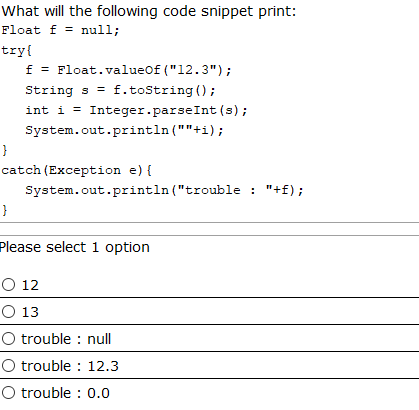 What will the following code snippet print:
Float f = null;
try{
f = Float.valueOf("12.3");
String s = f.toString();
int i = Integer.parseInt(s);
System.out.println(""+i);
}
catch(Exception e){
System.out.println("trouble : "+f);
}
Please select 1 option
12
13
trouble : null
trouble : 12.3
trouble : 0.0